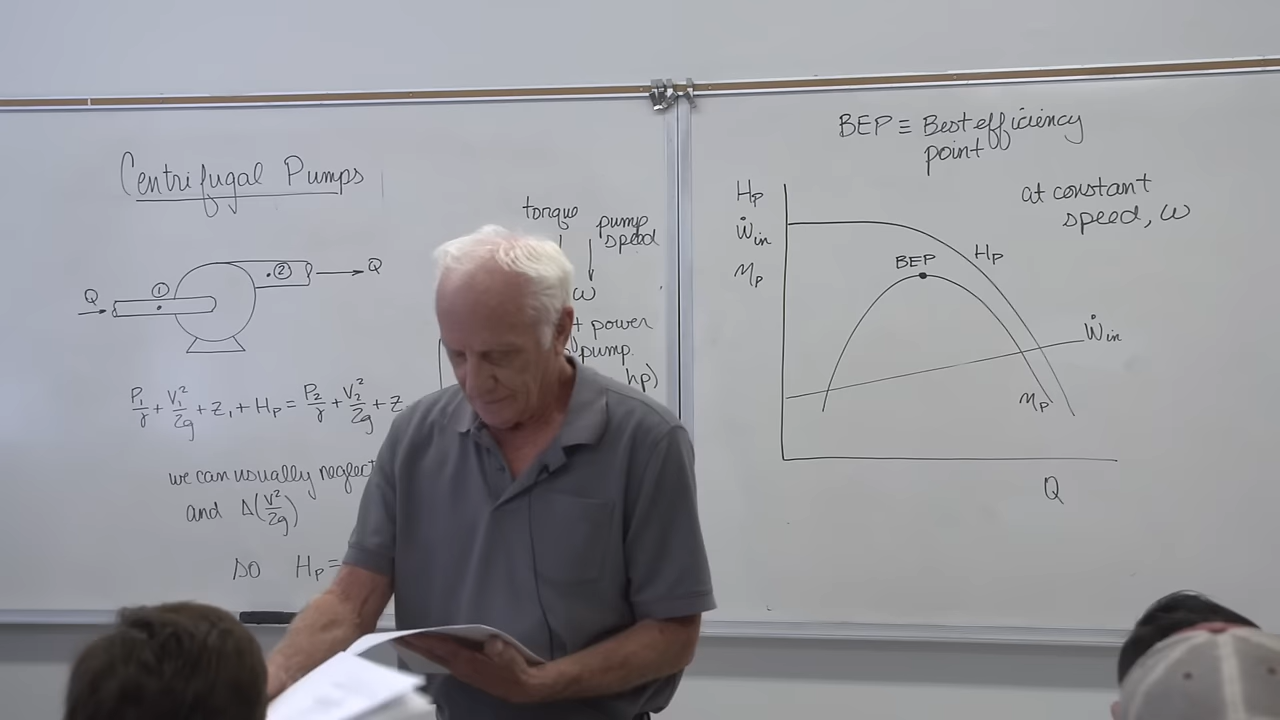 Centrifugal Pumps
Q
①
②
Q
P₁/γ + V₁²/2g + Z₁ + Hp = P₂/γ + V₂²/2g + Z
we can usually neglect
and Δ(V²/2g)
so Hp =
torque
pump
speed
ω
power
pump.
hp)
BEP ≡ Best efficiency
point
at constant
speed, ω
Hp
Ẇin
ηp
BEP
Hp
Ẇin
ηp
Q